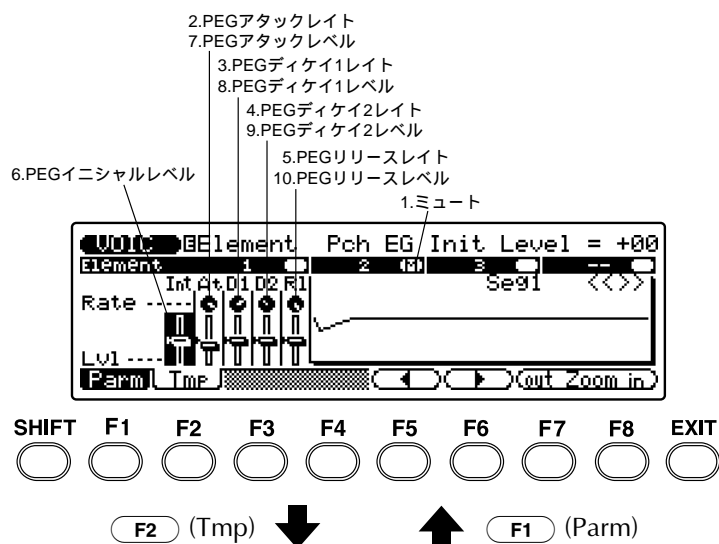 2.PEGアタックレイト
7.PEGアタックレベル
3.PEGディケイ1レイト
8.PEGディケイ1レベル
4.PEGディケイ2レイト
9.PEGディケイ2レベル
5.PEGリリースレイト
10.PEGリリースレベル
6.PEGイニシャルレベル
1.ミュート
VOIC EElement Pch EG Init Level = +00
Element 1 2 (M) 3 --
Int At D1 D2 Rl Seg1 <<>>
Rate -----
Lvl ----
Parm Tmp out Zoom in
SHIFT F1 F2 F3 F4 F5 F6 F7 F8 EXIT
F2 (Tmp) F1 (Parm)